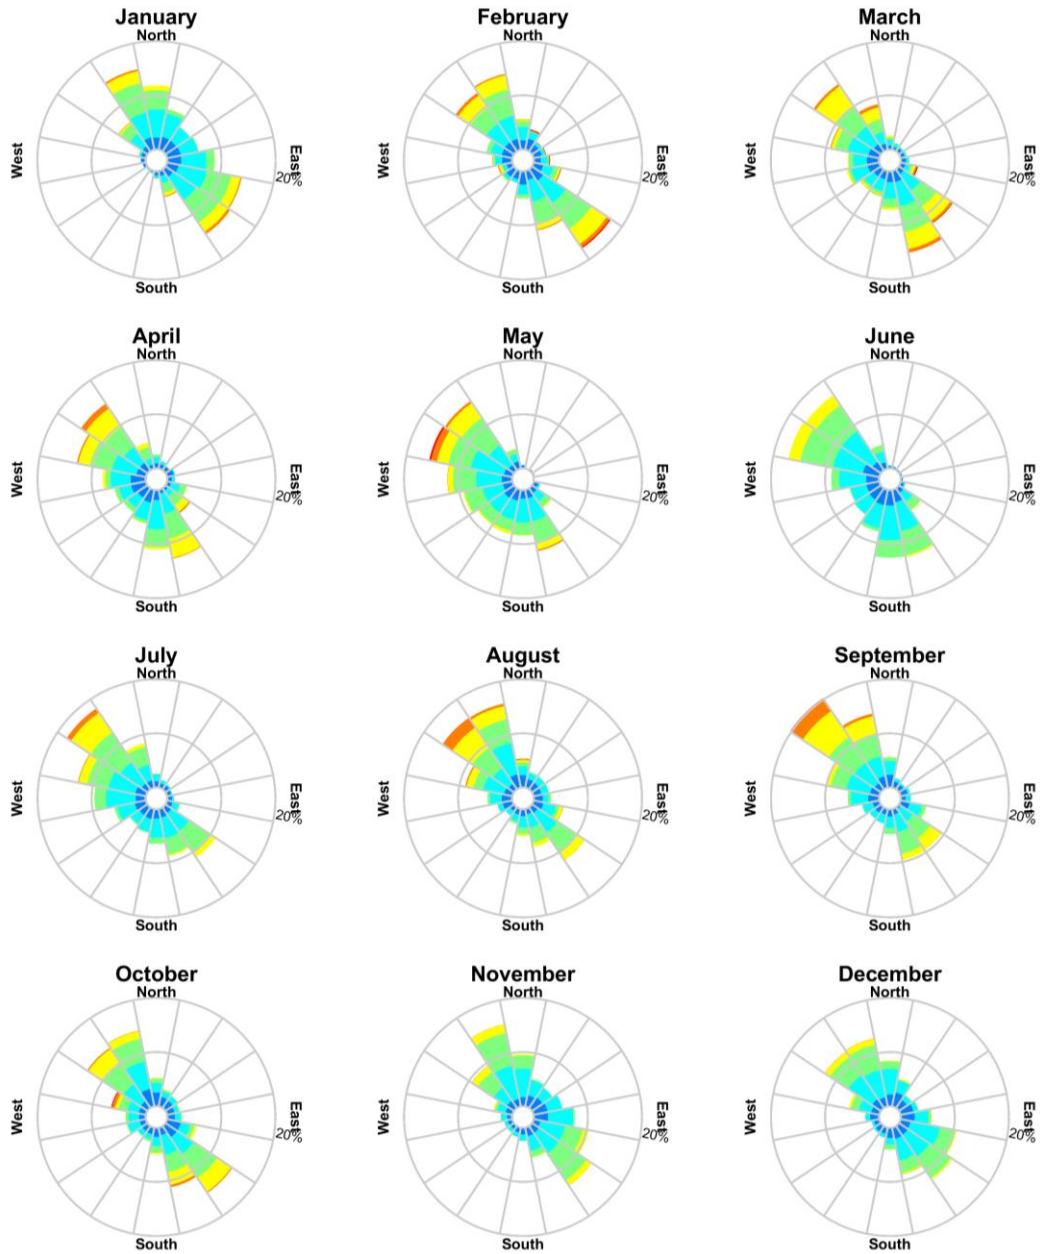 January
North
West
East
20%
South
February
North
West
East
20%
South
March
North
West
East
20%
South
April
North
West
East
20%
South
May
North
West
East
20%
South
June
North
West
East
20%
South
July
North
West
East
20%
South
August
North
West
East
20%
South
September
North
West
East
20%
South
October
North
West
East
20%
South
November
North
West
East
20%
South
December
North
West
East
20%
South